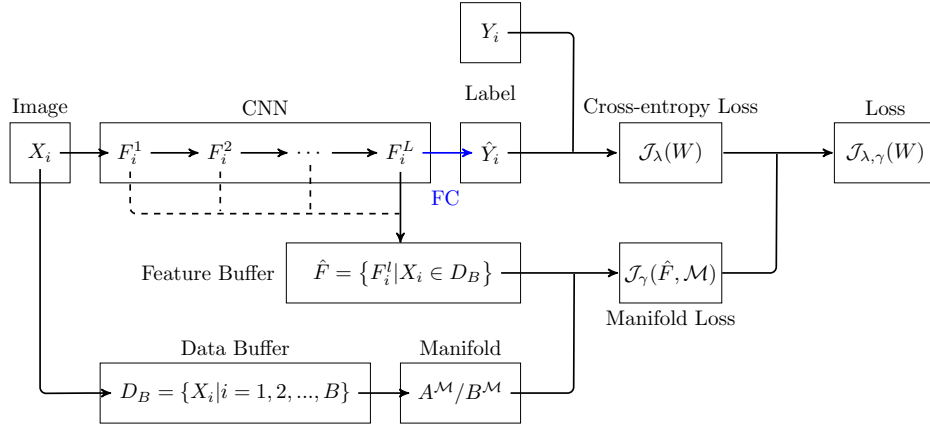 Y_i
Label
Image
CNN
Cross-entropy Loss
Loss
X_i
F_i^1
F_i^2
⋯
F_i^L
Ŷ_i
𝒥_λ(W)
𝒥_{λ,γ}(W)
FC
Feature Buffer
F̂ = {F_i^l|X_i ∈ D_B}
𝒥_γ(F̂, ℳ)
Manifold Loss
Data Buffer
Manifold
D_B = {X_i|i = 1, 2, ..., B}
A^ℳ/B^ℳ